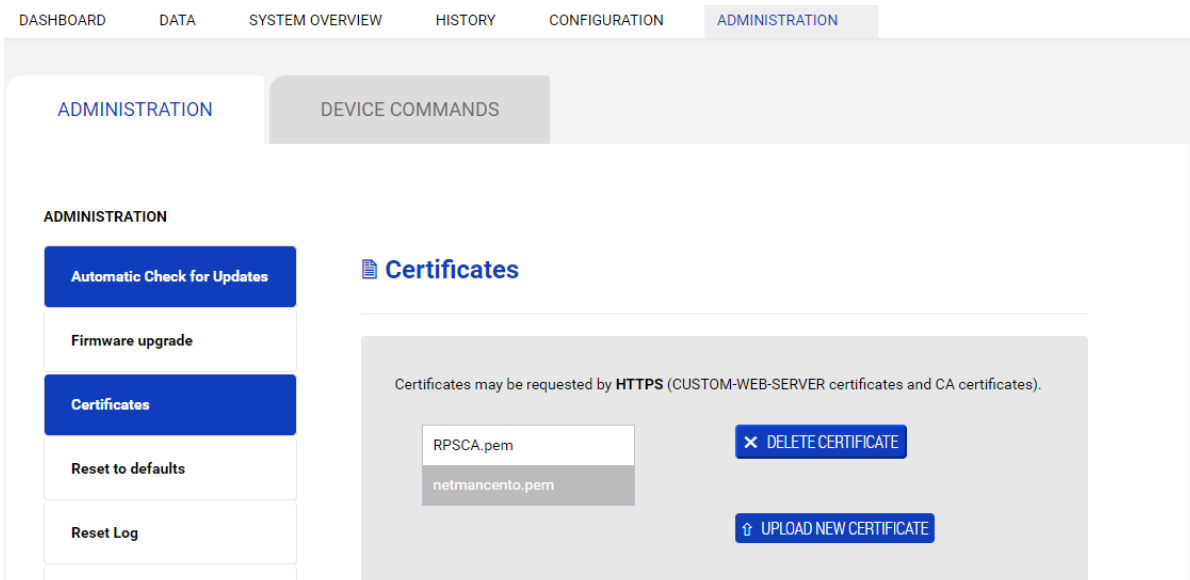 DASHBOARD DATA SYSTEM OVERVIEW HISTORY CONFIGURATION ADMINISTRATION
ADMINISTRATION DEVICE COMMANDS
ADMINISTRATION
Automatic Check for Updates
Firmware upgrade
Certificates
Reset to defaults
Reset Log
Certificates
Certificates may be requested by HTTPS (CUSTOM-WEB-SERVER certificates and CA certificates).
RPSCA.pem
netmancento.pem
DELETE CERTIFICATE
UPLOAD NEW CERTIFICATE